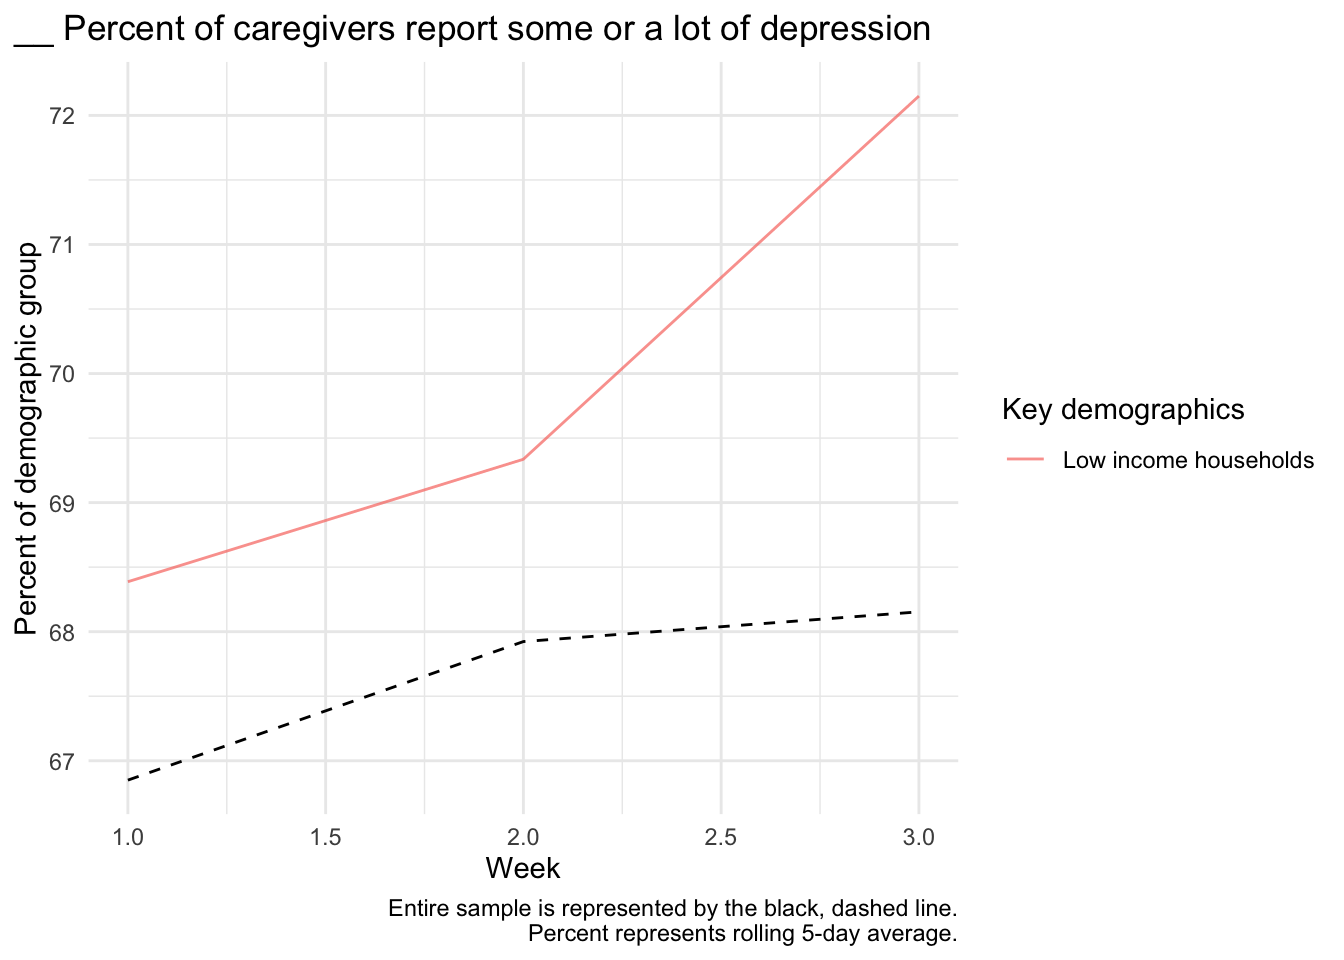 __ Percent of caregivers report some or a lot of depression
Percent of demographic group
72
71
70
69
68
67
1.0
1.5
2.0
2.5
3.0
Week
Key demographics
Low income households
Entire sample is represented by the black, dashed line.
Percent represents rolling 5-day average.